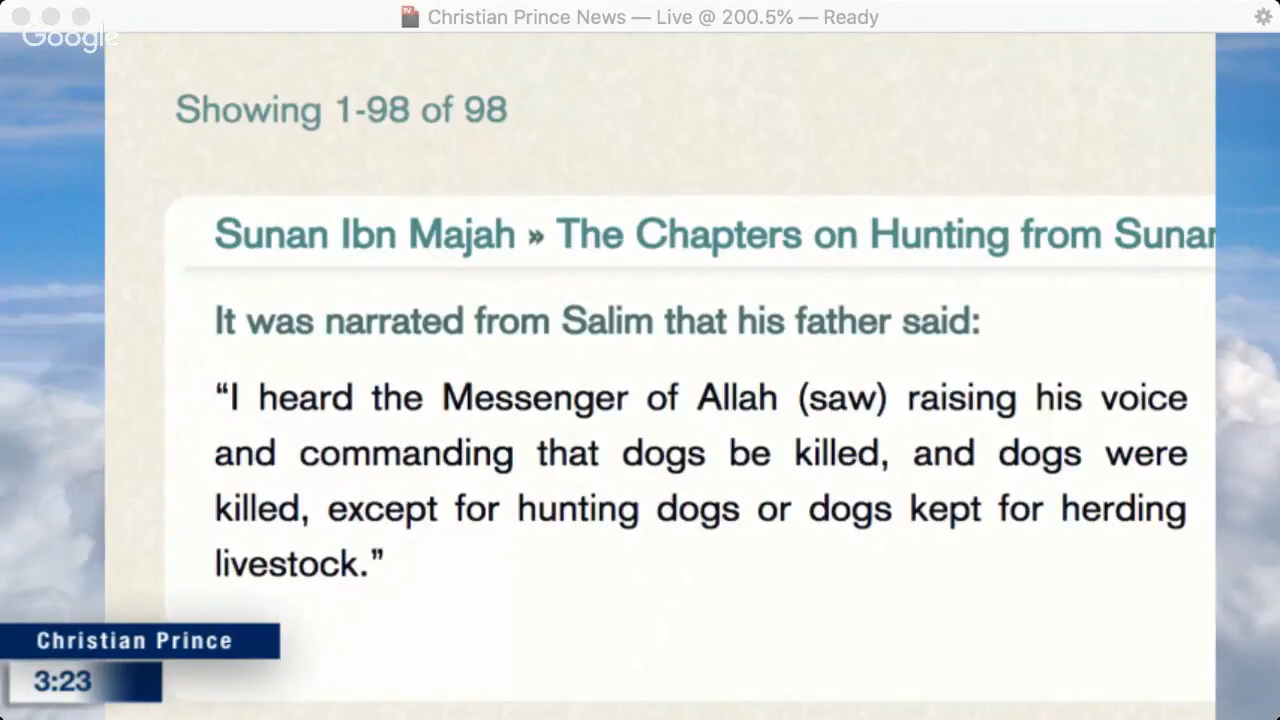 Christian Prince News — Live @ 200.5% — Ready
Google
Showing 1-98 of 98
Sunan Ibn Majah » The Chapters on Hunting from Sunan
It was narrated from Salim that his father said:
“I heard the Messenger of Allah (saw) raising his voice
and commanding that dogs be killed, and dogs were
killed, except for hunting dogs or dogs kept for herding
livestock.”
Christian Prince
3:23